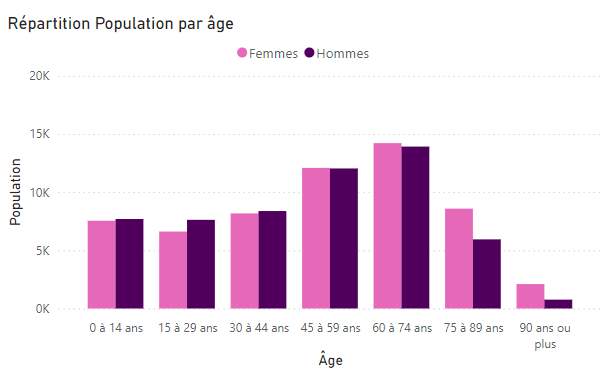 Répartition Population par âge
Femmes Hommes
20K
15K
10K
5K
0K
Population
0 à 14 ans 15 à 29 ans 30 à 44 ans 45 à 59 ans 60 à 74 ans 75 à 89 ans 90 ans ou
plus
Âge